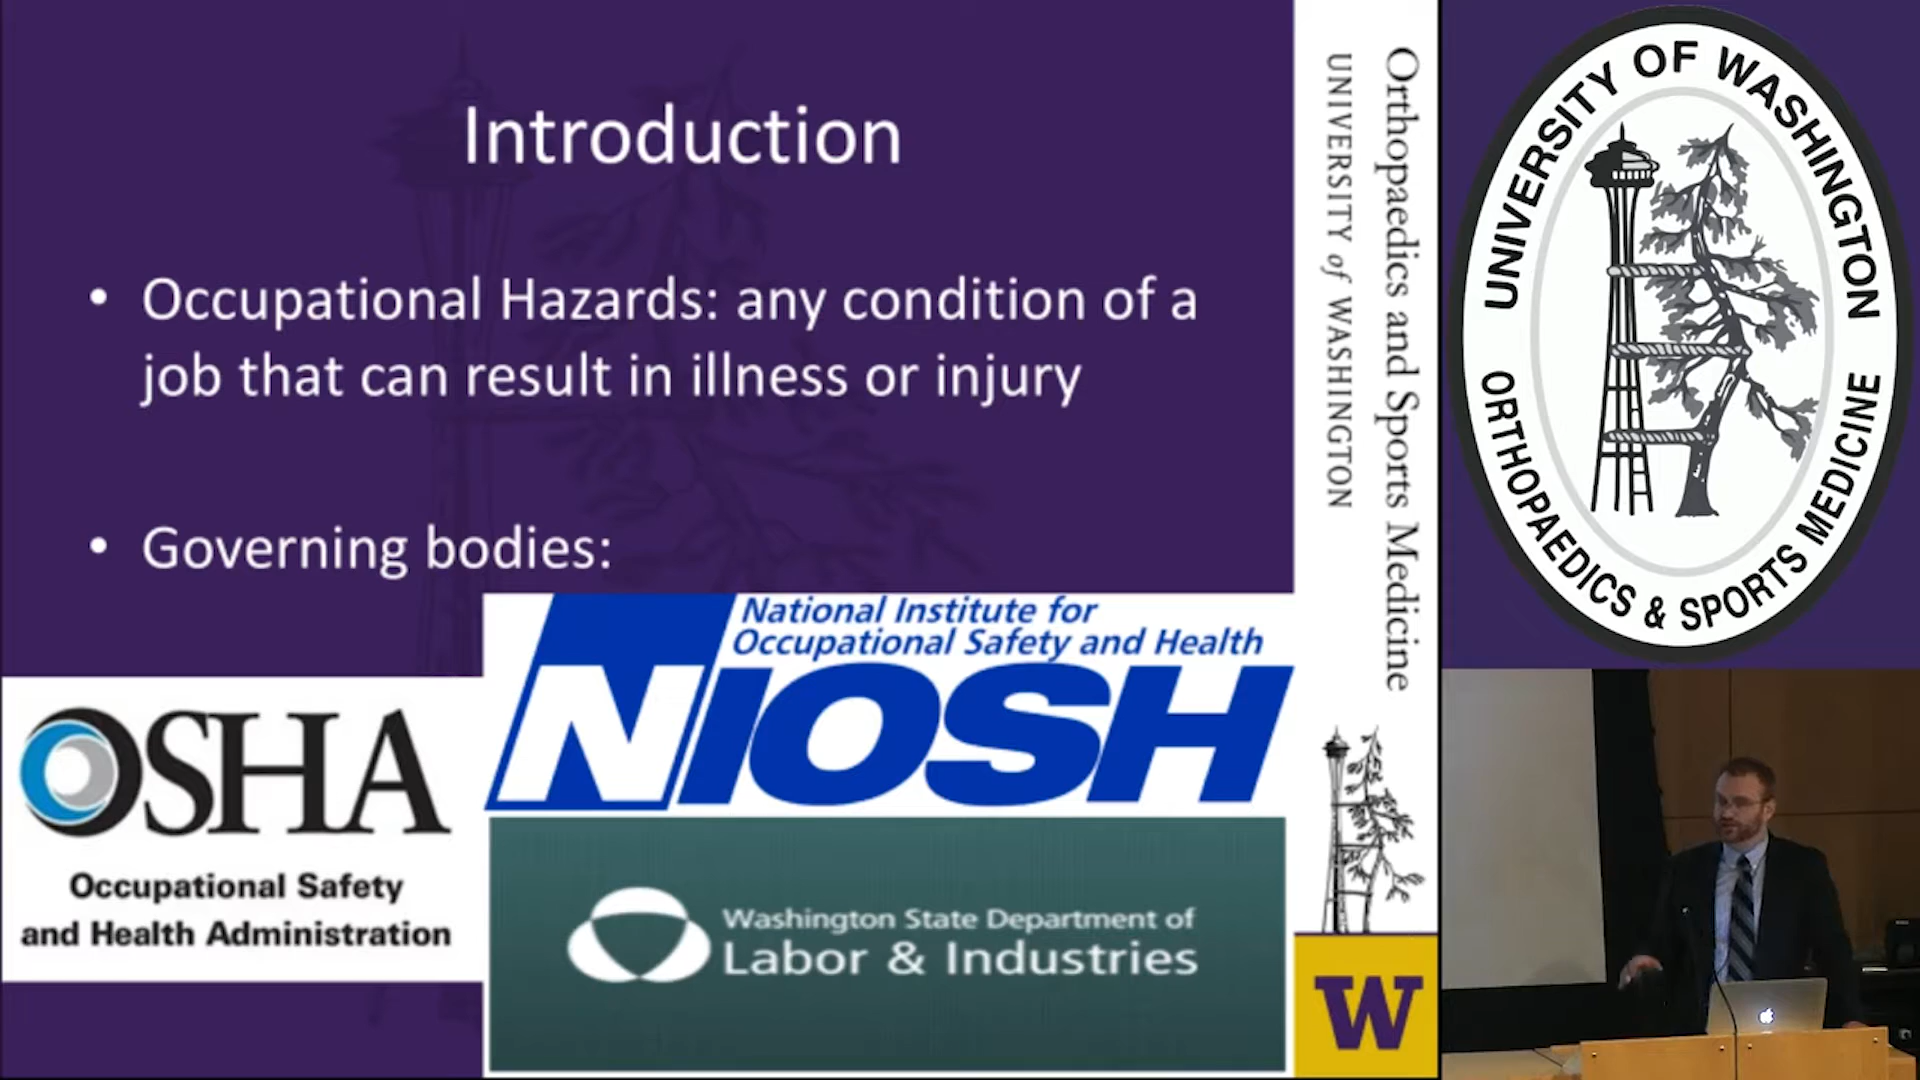 Introduction
• Occupational Hazards: any condition of a
job that can result in illness or injury
• Governing bodies:
National Institute for
Occupational Safety and Health
NIOSH
OSHA
Occupational Safety
and Health Administration
Washington State Department of
Labor & Industries
Orthopaedics and Sports Medicine
UNIVERSITY of WASHINGTON
W
UNIVERSITY OF WASHINGTON
ORTHOPAEDICS & SPORTS MEDICINE